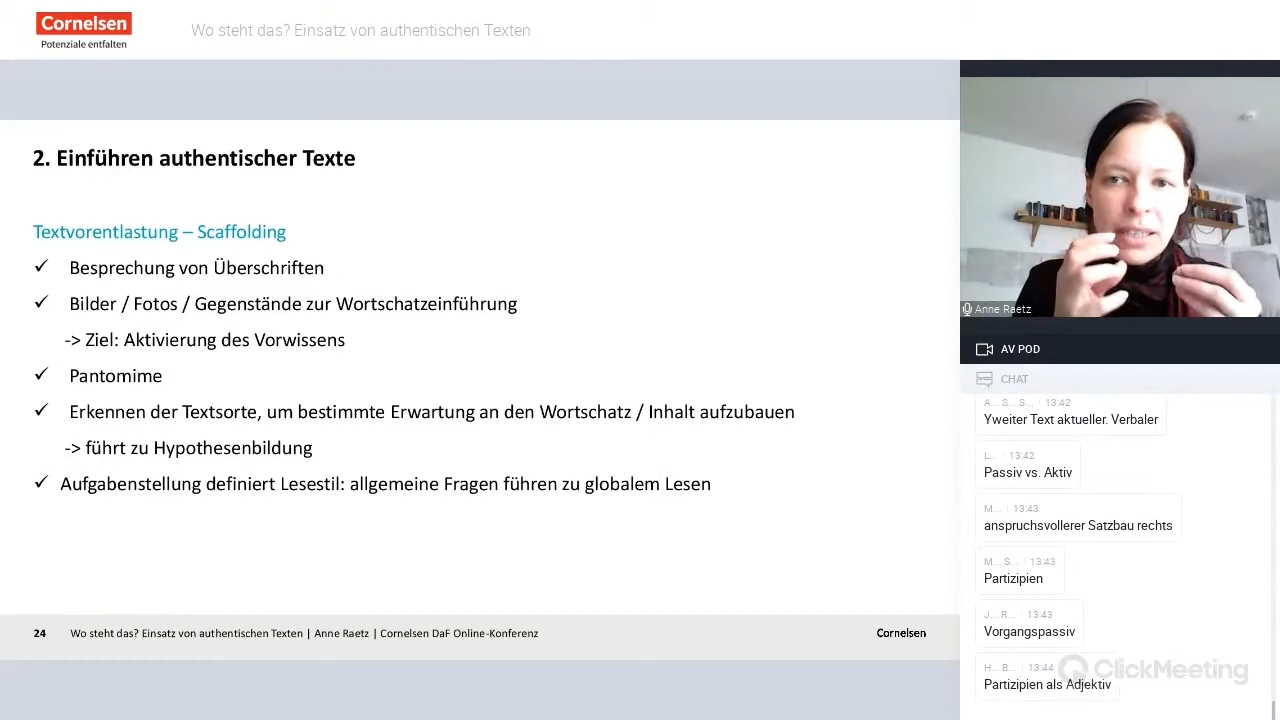 Cornelsen
Potenziale entfalten
Wo steht das? Einsatz von authentischen Texten
2. Einführen authentischer Texte
Textvorentlastung – Scaffolding
✓ Besprechung von Überschriften
✓ Bilder / Fotos / Gegenstände zur Wortschatzeinführung
-> Ziel: Aktivierung des Vorwissens
✓ Pantomime
✓ Erkennen der Textsorte, um bestimmte Erwartung an den Wortschatz / Inhalt aufzubauen
-> führt zu Hypothesenbildung
✓ Aufgabenstellung definiert Lesestil: allgemeine Fragen führen zu globalem Lesen
24 Wo steht das? Einsatz von authentischen Texten | Anne Raetz | Cornelsen DaF Online-Konferenz
Cornelsen
Anne Raetz
AV POD
CHAT
A... S... S... 13:42
Yweiter Text aktueller. Verbaler
L... 13:42
Passiv vs. Aktiv
M... 13:43
anspruchsvollerer Satzbau rechts
M... S... 13:43
Partizipien
J... R... 13:43
Vorgangspassiv
H... B... 13:44
Partizipien als Adjektiv
ClickMeeting